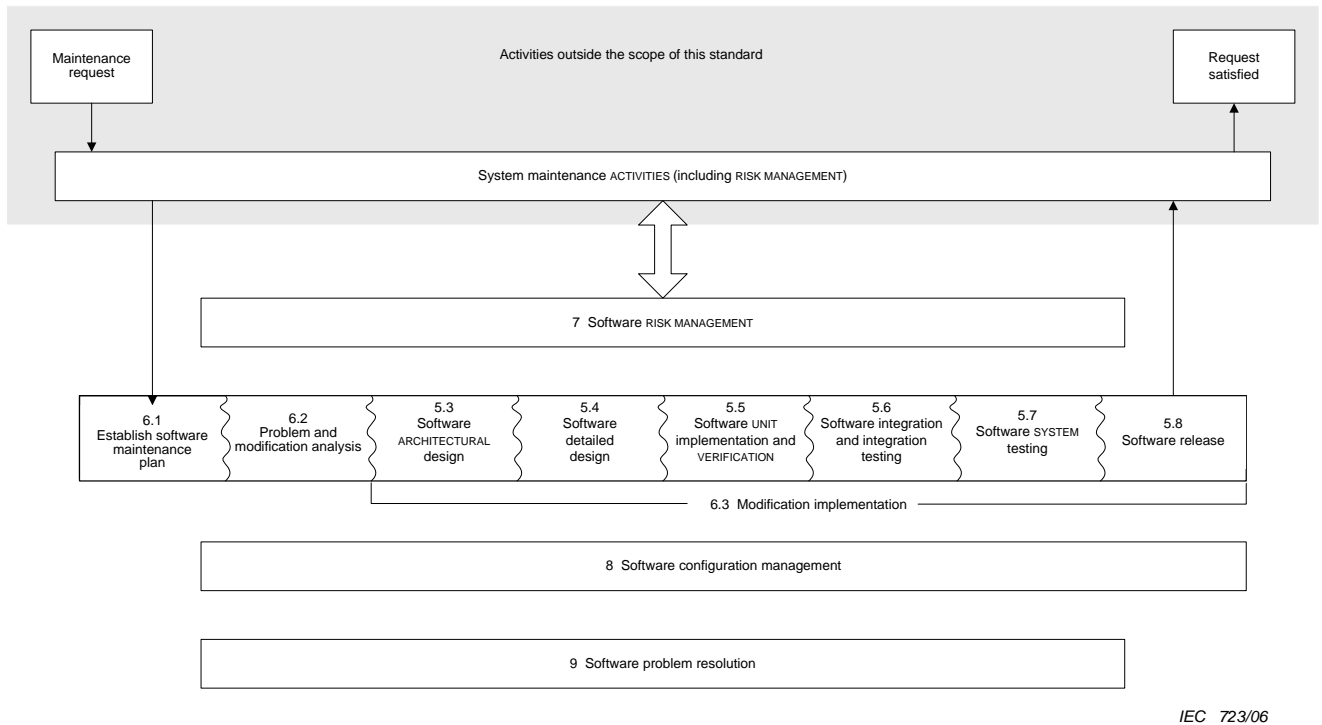 Maintenance
request
Activities outside the scope of this standard
Request
satisfied
System maintenance ACTIVITIES (including RISK MANAGEMENT)
7 Software RISK MANAGEMENT
6.1
Establish software
maintenance
plan
6.2
Problem and
modification analysis
5.3
Software
ARCHITECTURAL
design
5.4
Software
detailed
design
5.5
Software UNIT
implementation and
VERIFICATION
5.6
Software integration
and integration
testing
5.7
Software SYSTEM
testing
5.8
Software release
6.3 Modification implementation
8 Software configuration management
9 Software problem resolution
IEC 723/06